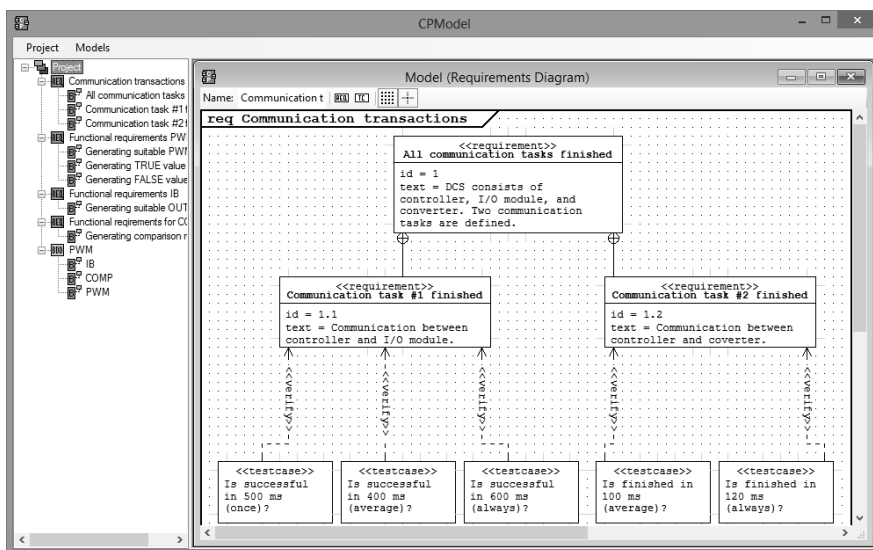 CPModel
Project Models
Project
Communication transactions
All communication tasks
Communication task #1 f
Communication task #2 f
Functional requirements PW
Generating suitable PWM
Generating TRUE value
Generating FALSE value
Functional requirements IB
Generating suitable OUT
Functional reqirements for CO
Generating comparison r
PWM
IB
COMP
PWM
Model (Requirements Diagram)
Name: Communication t REQ TC
req Communication transactions
<<requirement>>
All communication tasks finished
id = 1
text = DCS consists of
controller, I/O module, and
converter. Two communication
tasks are defined.
<<requirement>>
Communication task #1 finished
id = 1.1
text = Communication between
controller and I/O module.
<<requirement>>
Communication task #2 finished
id = 1.2
text = Communication between
controller and coverter.
<<verify>>
<<verify>>
<<verify>>
<<verify>>
<<verify>>
<<testcase>>
Is successful
in 500 ms
(once)?
<<testcase>>
Is successful
in 400 ms
(average)?
<<testcase>>
Is successful
in 600 ms
(always)?
<<testcase>>
Is finished in
100 ms
(average)?
<<testcase>>
Is finished in
120 ms
(always)?